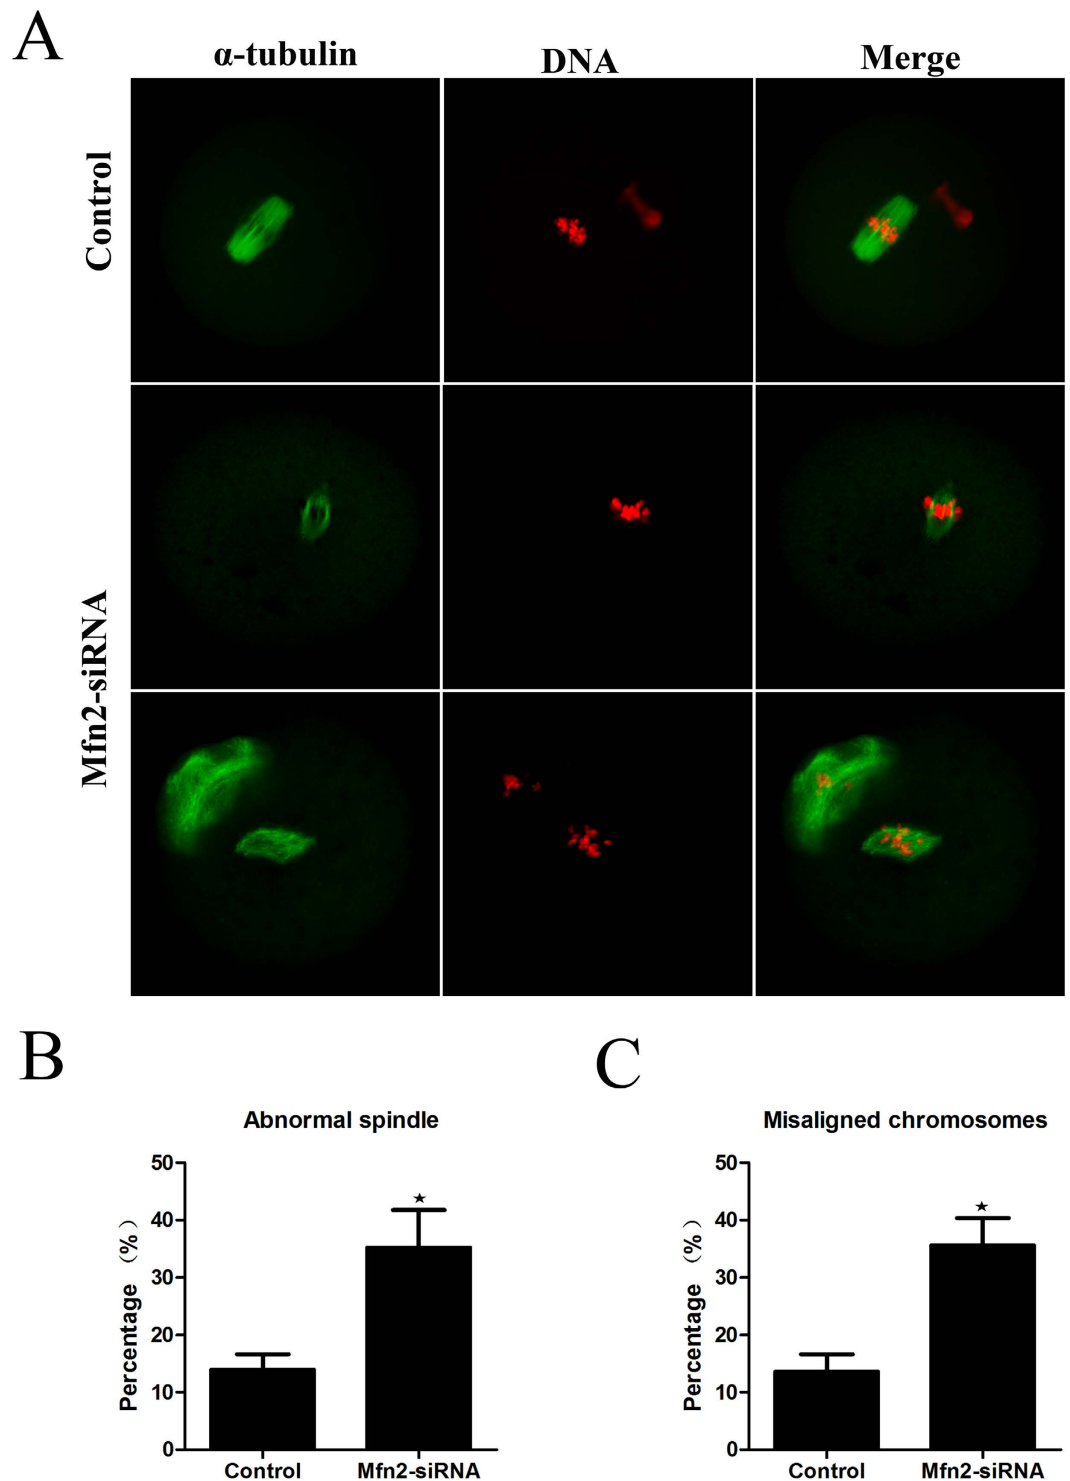 A
α-tubulin
DNA
Merge
Control
Mfn2-siRNA
B
C
Abnormal spindle
Percentage （%）
50
40
30
20
10
0
★
Control
Mfn2-siRNA
Misaligned chromosomes
Percentage （%）
50
40
30
20
10
0
★
Control
Mfn2-siRNA